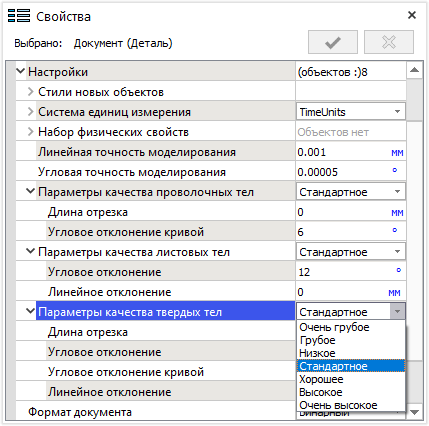 Свойства
Выбрано: Документ (Деталь)
Настройки (объектов :)8
Стили новых объектов
Система единиц измерения TimeUnits
Набор физических свойств Объектов нет
Линейная точность моделирования 0.001 мм
Угловая точность моделирования 0.00005 °
Параметры качества проволочных тел Стандартное
Длина отрезка 0 мм
Угловое отклонение кривой 6 °
Параметры качества листовых тел Стандартное
Угловое отклонение 12 °
Линейное отклонение 0 мм
Параметры качества твердых тел Стандартное
Длина отрезка Очень грубое
Грубое
Угловое отклонение Низкое
Стандартное
Угловое отклонение кривой Хорошее
Линейное отклонение Высокое
Очень высокое
Формат документа Бинарный